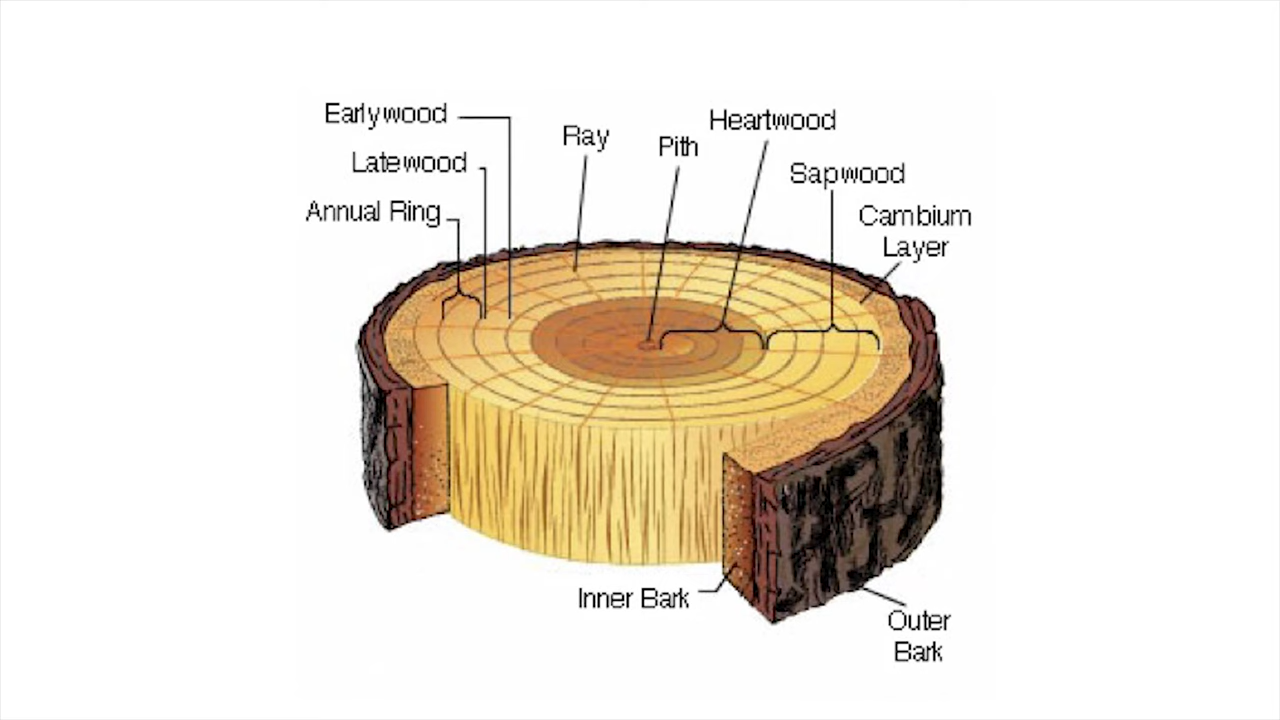 Earlywood
Latewood
Annual Ring
Ray
Pith
Heartwood
Sapwood
Cambium
Layer
Inner Bark
Outer
Bark